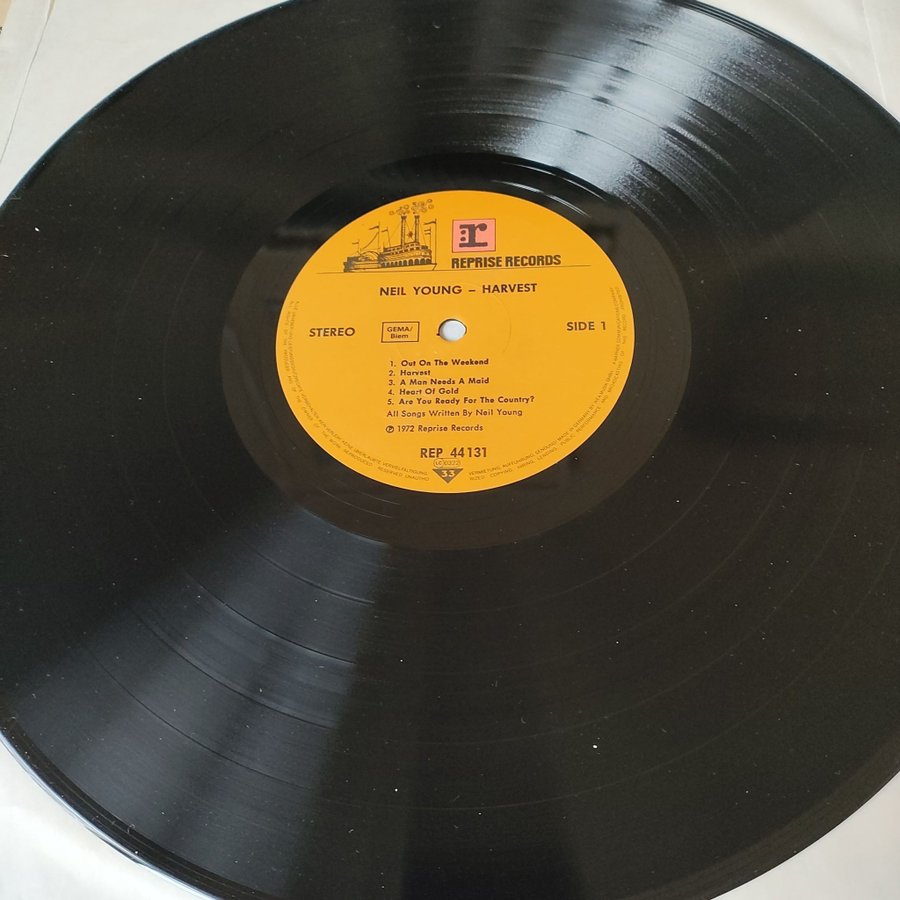 r
REPRISE RECORDS
NEIL YOUNG – HARVEST
STEREO
GEMA/
Biem
SIDE 1
1. Out On The Weekend
2. Harvest
3. A Man Needs A Maid
4. Heart Of Gold
5. Are You Ready For The Country?
All Songs Written By Neil Young
℗ 1972 Reprise Records
REP 44131
LC 0322
33